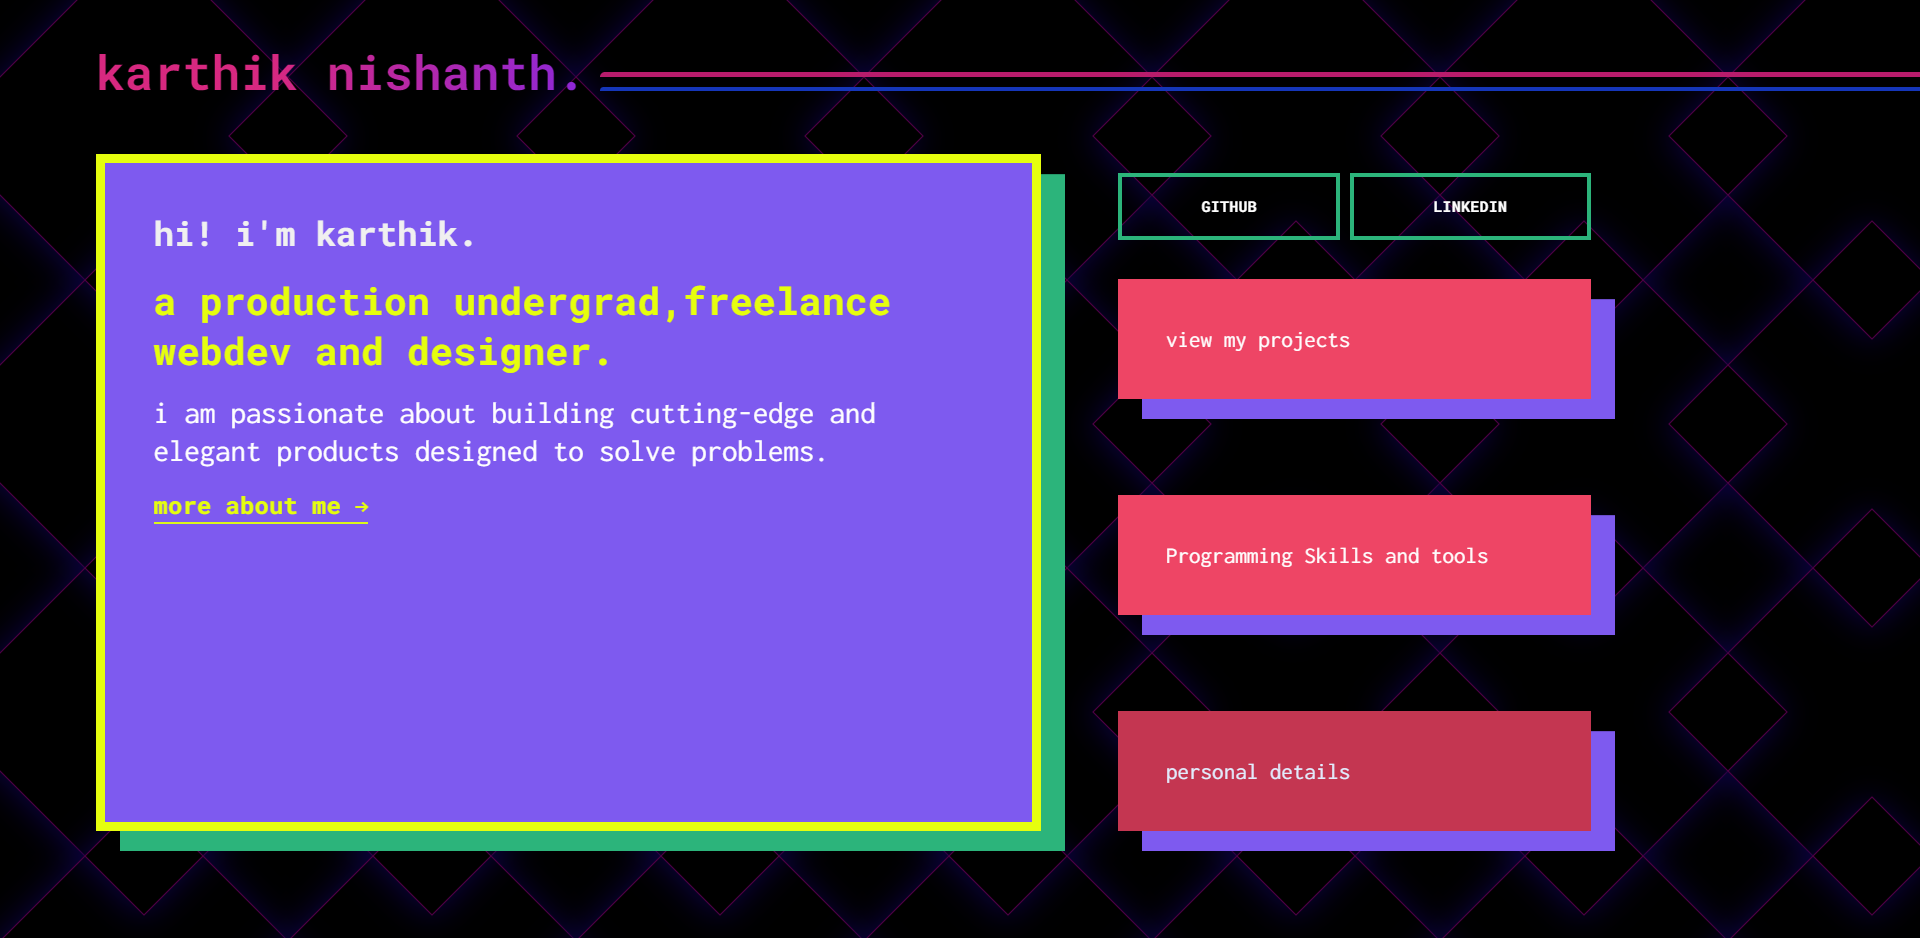 karthik nishanth.
hi! i'm karthik.
a production undergrad,freelance
webdev and designer.
i am passionate about building cutting-edge and
elegant products designed to solve problems.
more about me →
GITHUB
LINKEDIN
view my projects
Programming Skills and tools
personal details